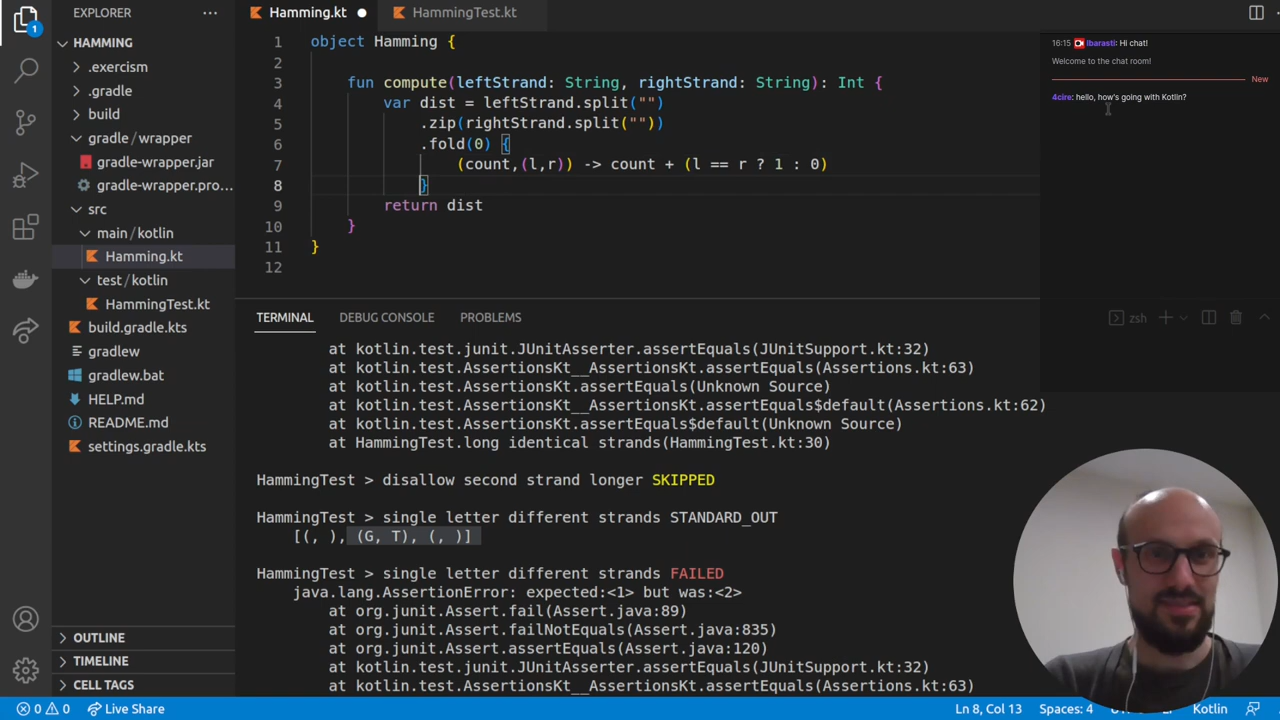 EXPLORER
1
HAMMING
.exercism
.gradle
build
gradle/wrapper
gradle-wrapper.jar
gradle-wrapper.pro...
src
main/kotlin
Hamming.kt
test/kotlin
HammingTest.kt
build.gradle.kts
gradlew
gradlew.bat
HELP.md
README.md
settings.gradle.kts
OUTLINE
TIMELINE
CELL TAGS
Hamming.kt
HammingTest.kt
1 object Hamming {
2
3 fun compute(leftStrand: String, rightStrand: String): Int {
4 var dist = leftStrand.split("")
5 .zip(rightStrand.split(""))
6 .fold(0) {
7 (count,(l,r)) -> count + (l == r ? 1 : 0)
8 }
9 return dist
10 }
11 }
12
16:15 lbarasti: Hi chat!
Welcome to the chat room!
New
4cire: hello, how's going with Kotlin?
TERMINAL DEBUG CONSOLE PROBLEMS
zsh
at kotlin.test.junit.JUnitAsserter.assertEquals(JUnitSupport.kt:32)
at kotlin.test.AssertionsKt__AssertionsKt.assertEquals(Assertions.kt:63)
at kotlin.test.AssertionsKt.assertEquals(Unknown Source)
at kotlin.test.AssertionsKt__AssertionsKt.assertEquals$default(Assertions.kt:62)
at kotlin.test.AssertionsKt.assertEquals$default(Unknown Source)
at HammingTest.long identical strands(HammingTest.kt:30)
HammingTest > disallow second strand longer SKIPPED
HammingTest > single letter different strands STANDARD_OUT
[(, ), (G, T), (, )]
HammingTest > single letter different strands FAILED
java.lang.AssertionError: expected:<1> but was:<2>
at org.junit.Assert.fail(Assert.java:89)
at org.junit.Assert.failNotEquals(Assert.java:835)
at org.junit.Assert.assertEquals(Assert.java:120)
at kotlin.test.junit.JUnitAsserter.assertEquals(JUnitSupport.kt:32)
at kotlin.test.AssertionsKt__AssertionsKt.assertEquals(Assertions.kt:63)
0 0 Live Share
Ln 8, Col 13 Spaces: 4 Kotlin